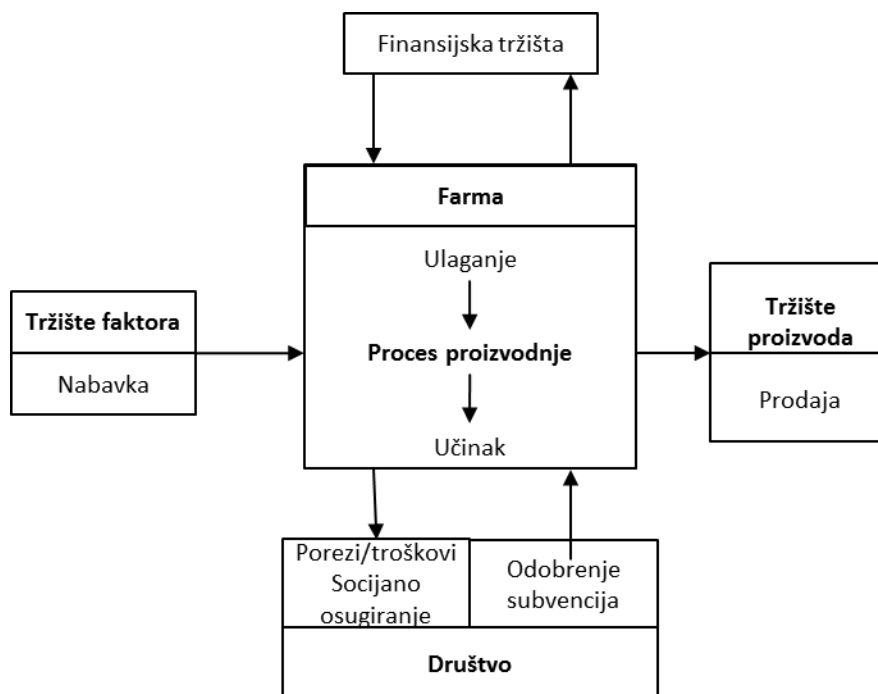 Finansijska tržišta
Farma
Ulaganje
Proces proizvodnje
Učinak
Tržište faktora
Nabavka
Tržište
proizvoda
Prodaja
Porezi/troškovi
Socijano
osugiranje
Odobrenje
subvencija
Društvo